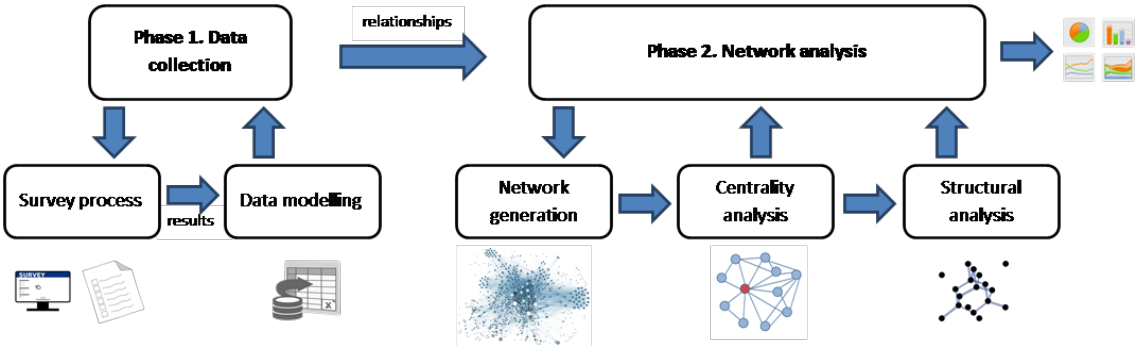 Phase 1. Data
collection
relationships
Phase 2. Network analysis
Survey process
results
Data modelling
Network
generation
Centrality
analysis
Structural
analysis
SURVEY
X